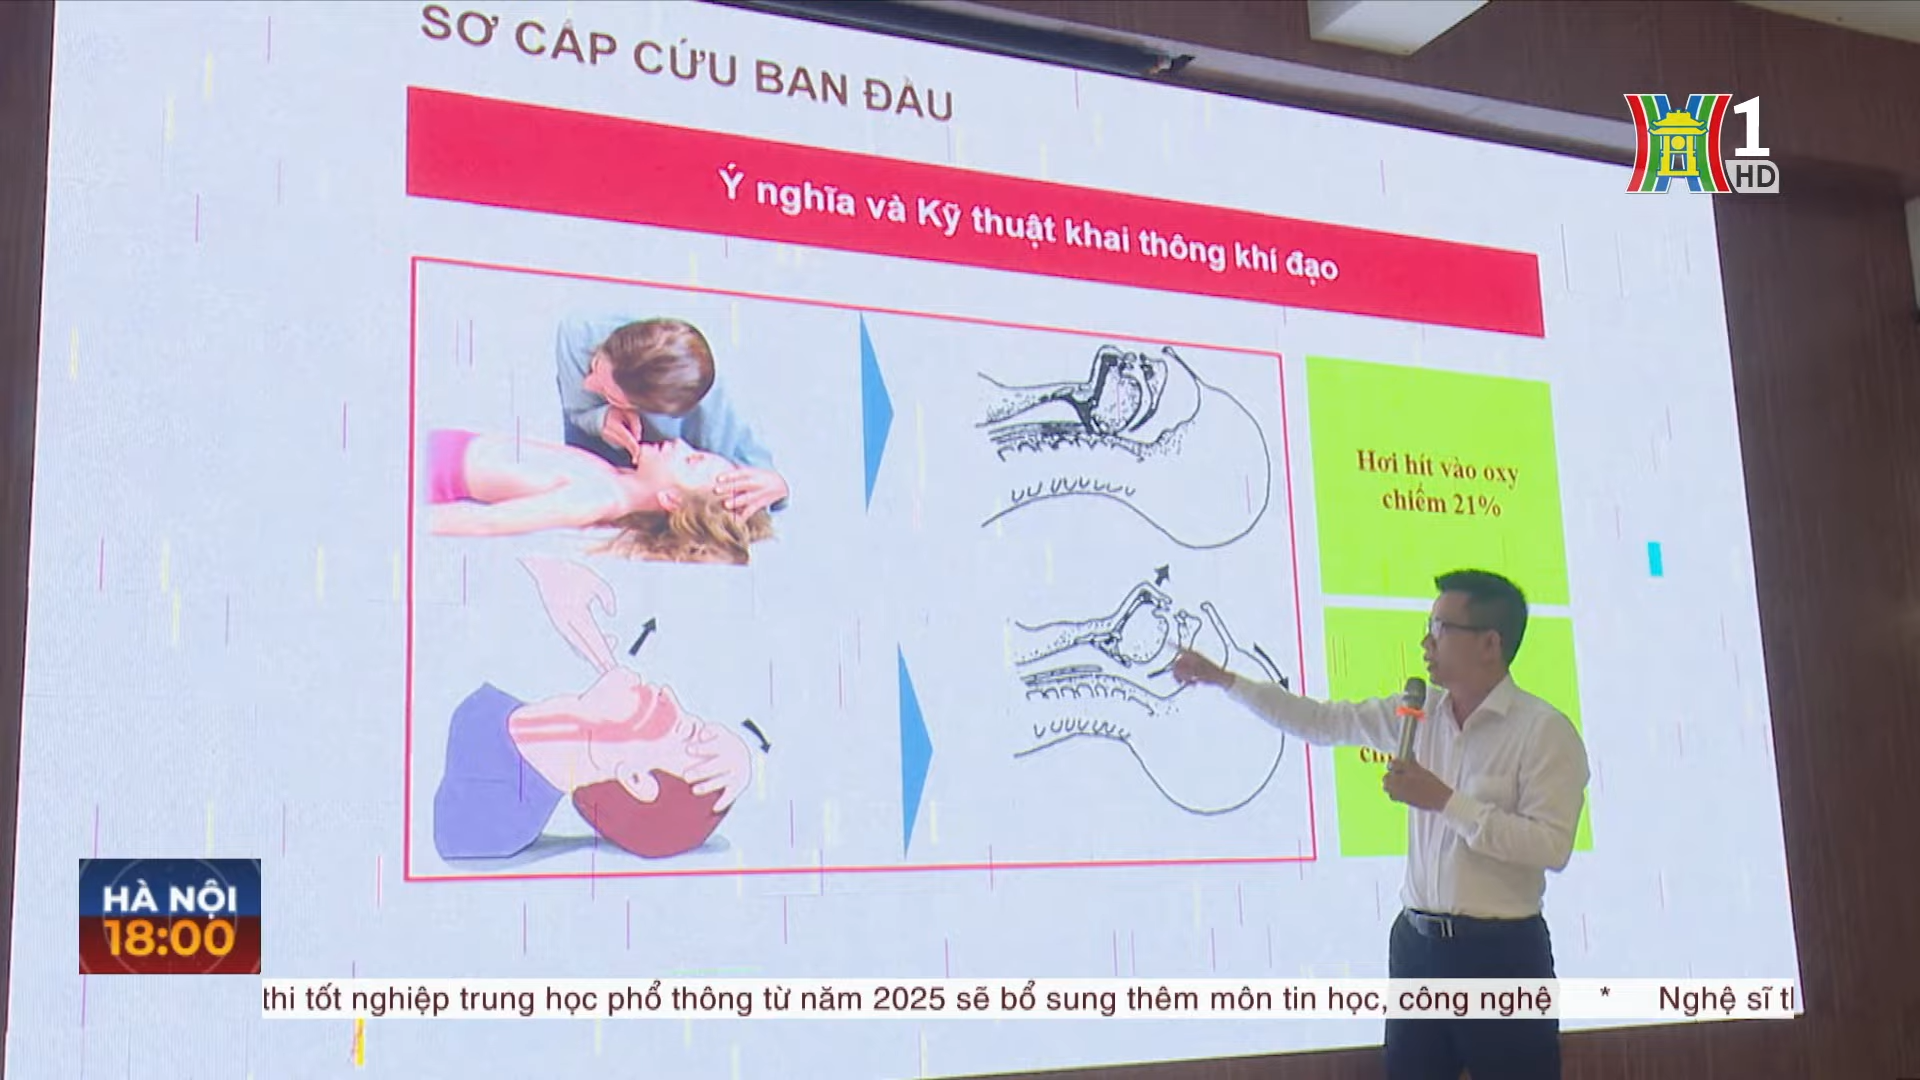 SƠ CẤP CỨU BAN ĐẦU
1
HD
Ý nghĩa và Kỹ thuật khai thông khí đạo
Hơi hít vào oxy
chiếm 21%
HÀ NỘI
18:00
thi tốt nghiệp trung học phổ thông từ năm 2025 sẽ bổ sung thêm môn tin học, công nghệ * Nghệ sĩ